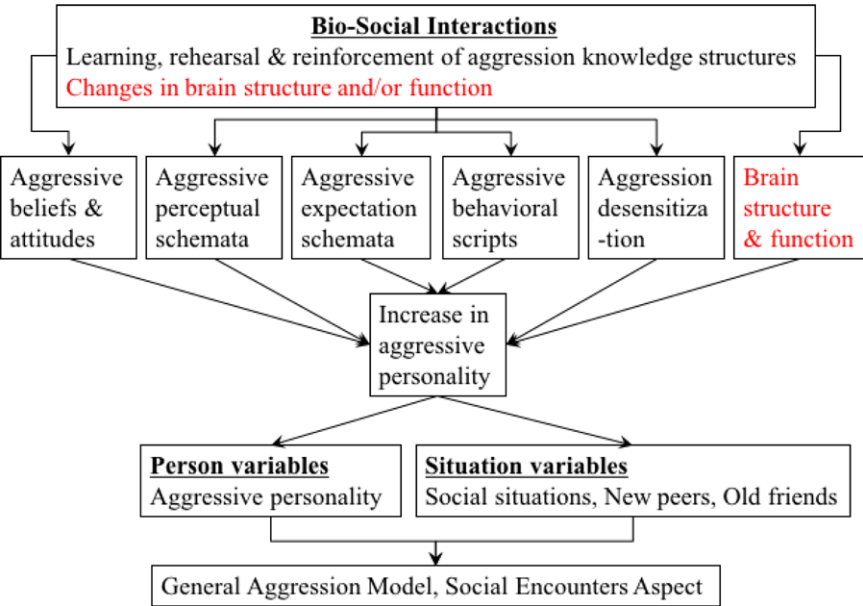 Bio-Social Interactions
Learning, rehearsal & reinforcement of aggression knowledge structures
Changes in brain structure and/or function
Aggressive
beliefs &
attitudes
Aggressive
perceptual
schemata
Aggressive
expectation
schemata
Aggressive
behavioral
scripts
Aggression
desensitiza
-tion
Brain
structure
& function
Increase in
aggressive
personality
Person variables
Aggressive personality
Situation variables
Social situations, New peers, Old friends
General Aggression Model, Social Encounters Aspect